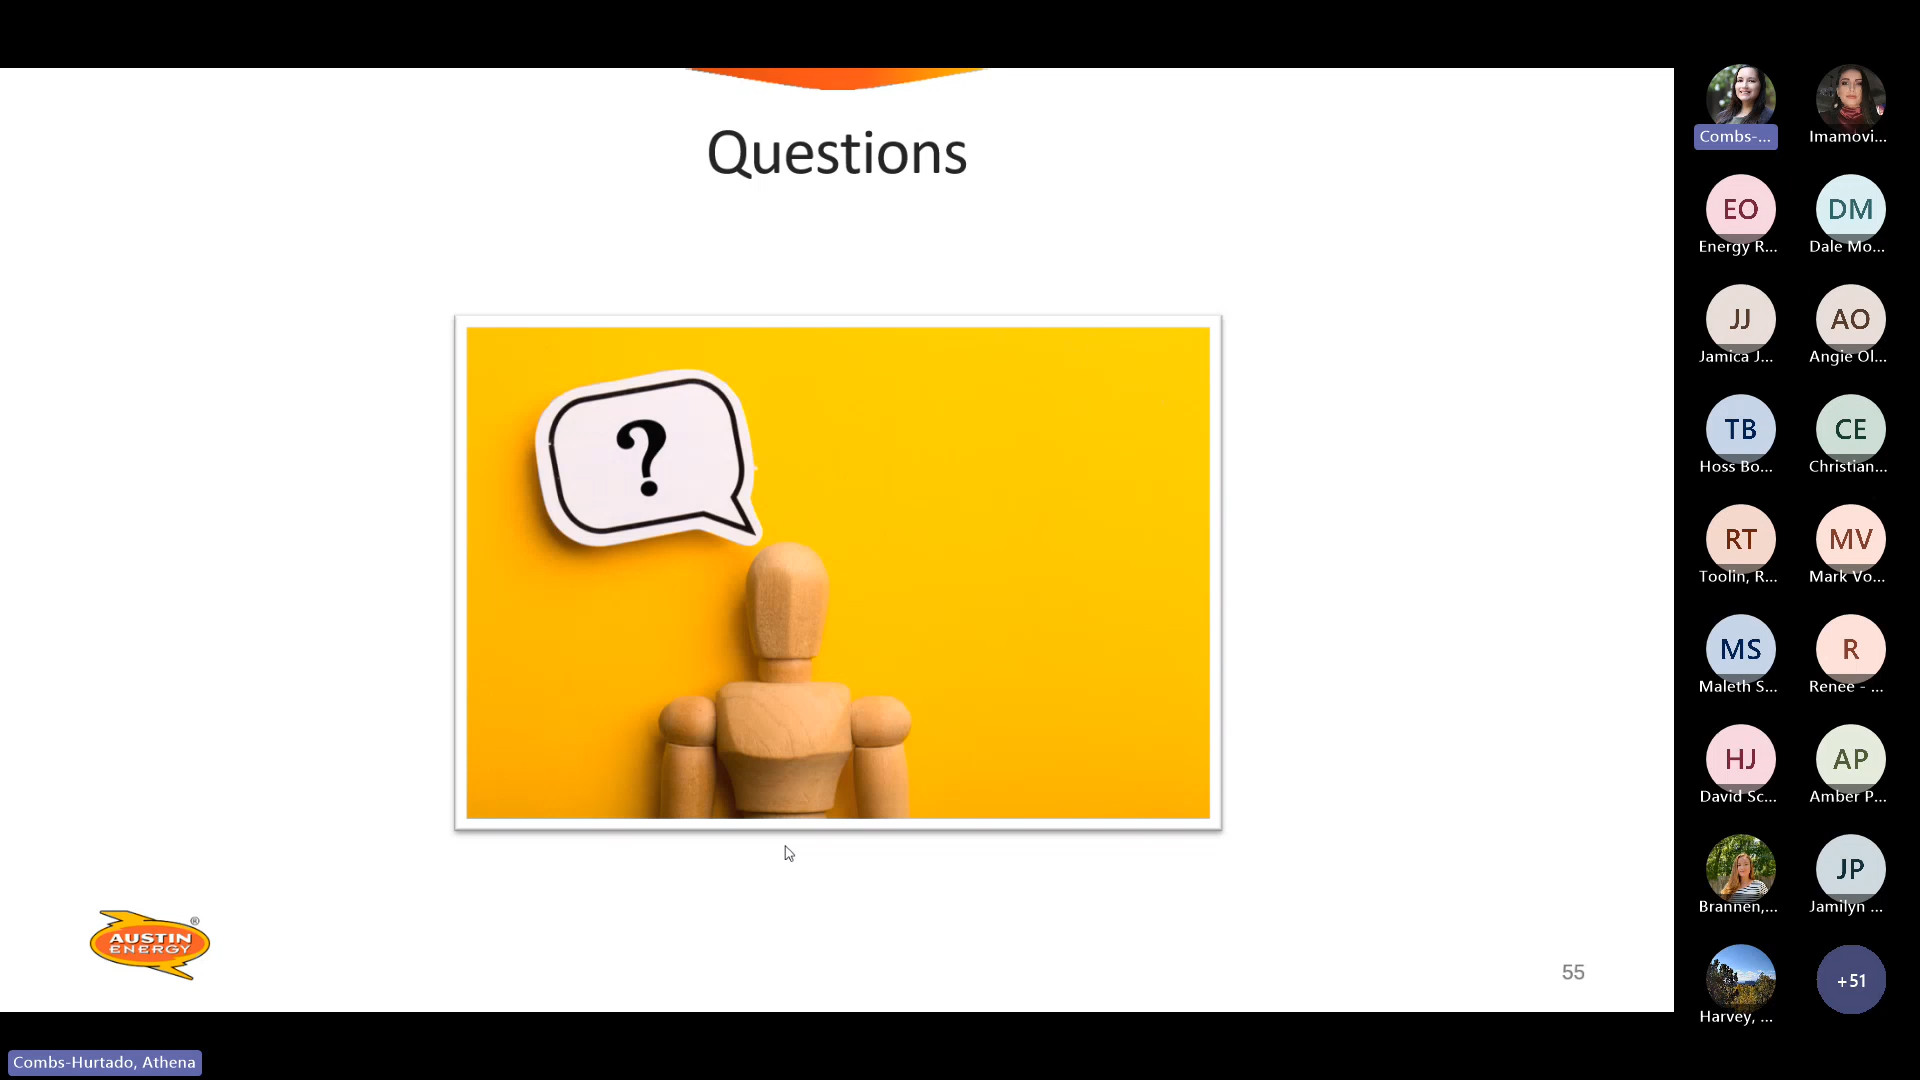 Questions
?
AUSTIN
ENERGY
®
55
Combs-...
Imamovi...
EO
Energy R...
DM
Dale Mo...
JJ
Jamica J...
AO
Angie Ol...
TB
Hoss Bo...
CE
Christian...
RT
Toolin, R...
MV
Mark Vo...
MS
Maleth S...
R
Renee - ...
HJ
David Sc...
AP
Amber P...
Brannen,...
JP
Jamilyn ...
Harvey, ...
+51
Combs-Hurtado, Athena